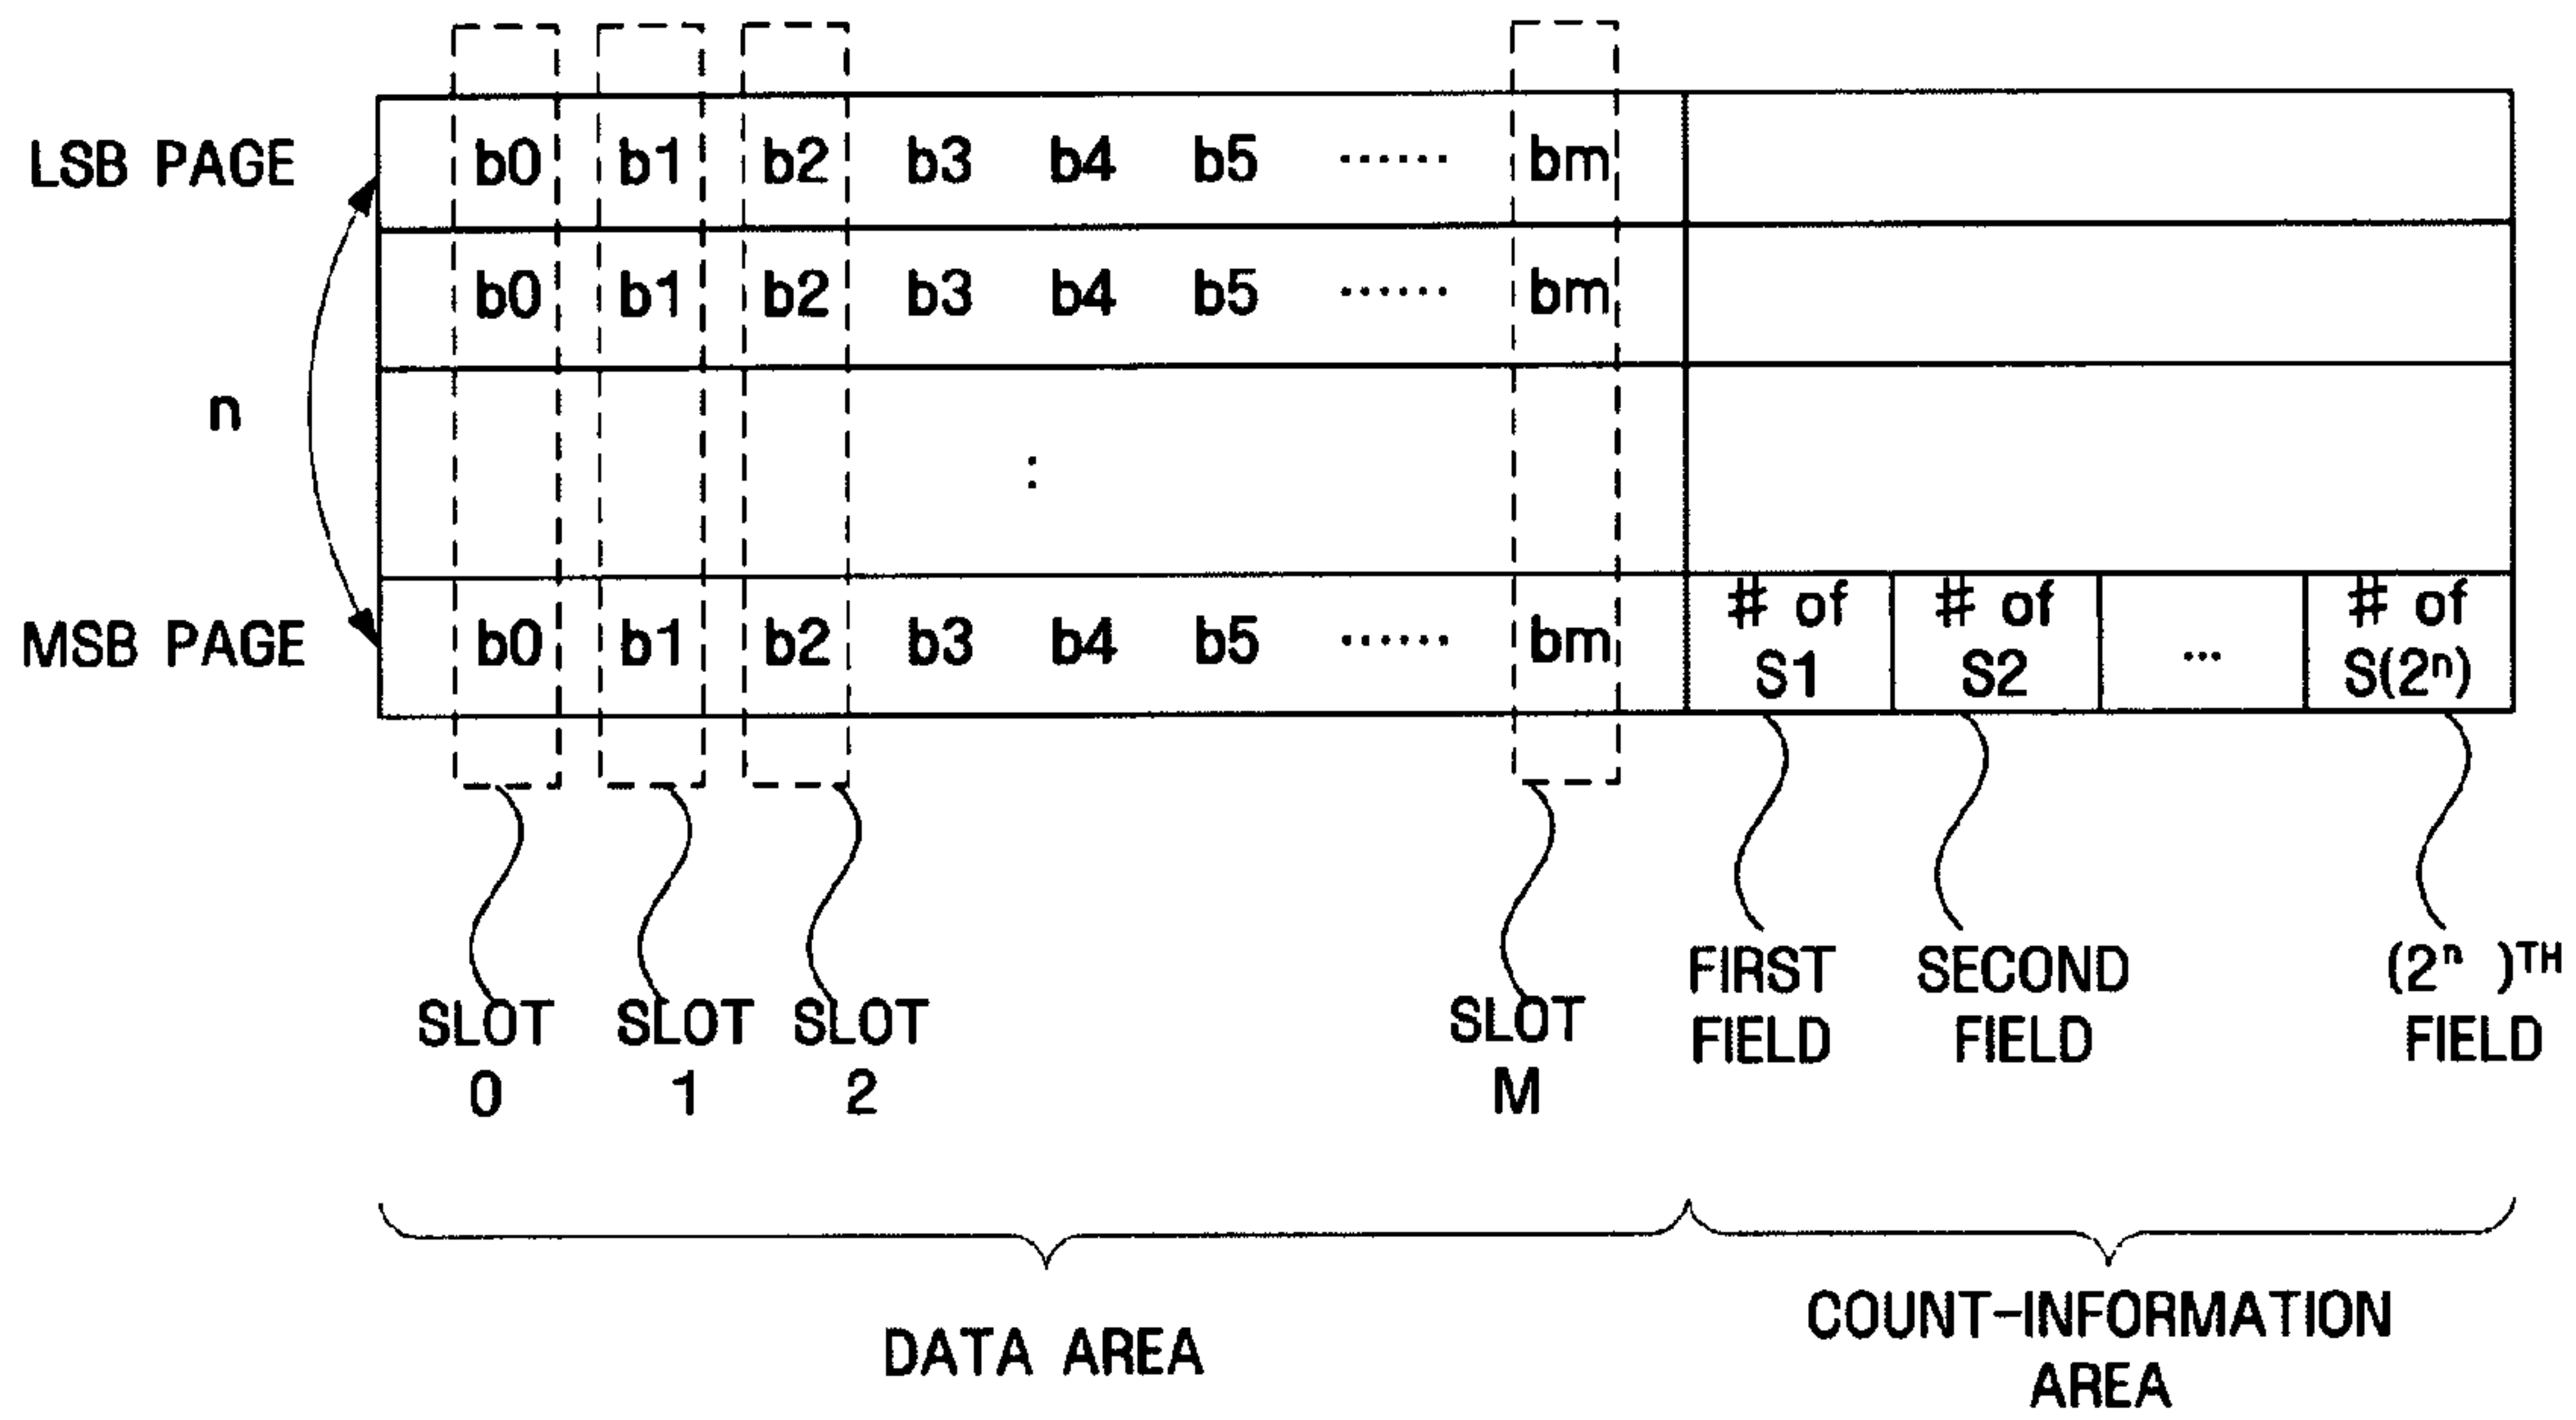 LSB PAGE b0 b1 b2 b3 b4 b5 ...... bm
b0 b1 b2 b3 b4 b5 ...... bm
n
:
MSB PAGE b0 b1 b2 b3 b4 b5 ...... bm
# of S1
# of S2
...
# of S(2ⁿ)
SLOT 0
SLOT 1
SLOT 2
SLOT M
FIRST FIELD
SECOND FIELD
(2ⁿ )TH FIELD
DATA AREA
COUNT-INFORMATION AREA